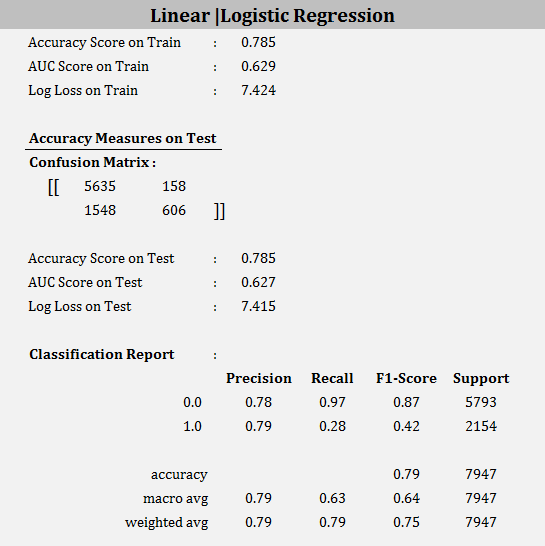 Linear |Logistic Regression
Accuracy Score on Train : 0.785
AUC Score on Train : 0.629
Log Loss on Train : 7.424
Accuracy Measures on Test
Confusion Matrix :
[[ 5635 158
1548 606 ]]
Accuracy Score on Test : 0.785
AUC Score on Test : 0.627
Log Loss on Test : 7.415
Classification Report :
Precision Recall F1-Score Support
0.0 0.78 0.97 0.87 5793
1.0 0.79 0.28 0.42 2154
accuracy 0.79 7947
macro avg 0.79 0.63 0.64 7947
weighted avg 0.79 0.79 0.75 7947